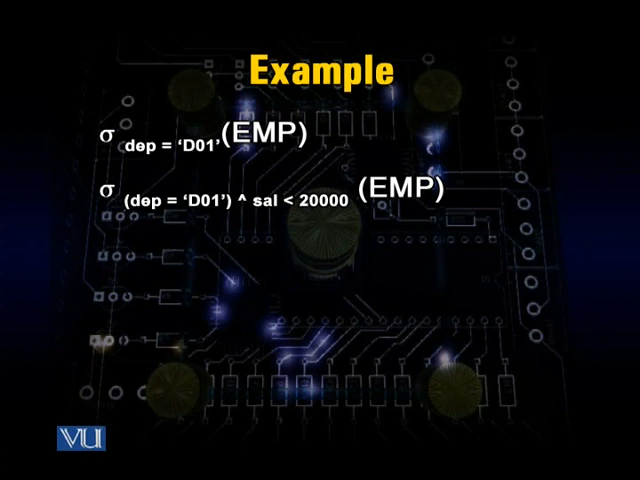 Example
σ dep = ‘D01’ (EMP)
σ (dep = ‘D01’) ^ sal < 20000 (EMP)
VU